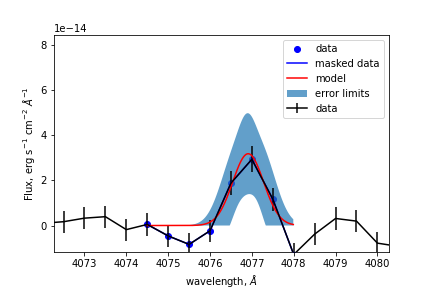 1e−14
8
6
4
2
0
Flux, erg s⁻¹ cm⁻² Å⁻¹
data
masked data
model
error limits
data
4073 4074 4075 4076 4077 4078 4079 4080
wavelength, Å